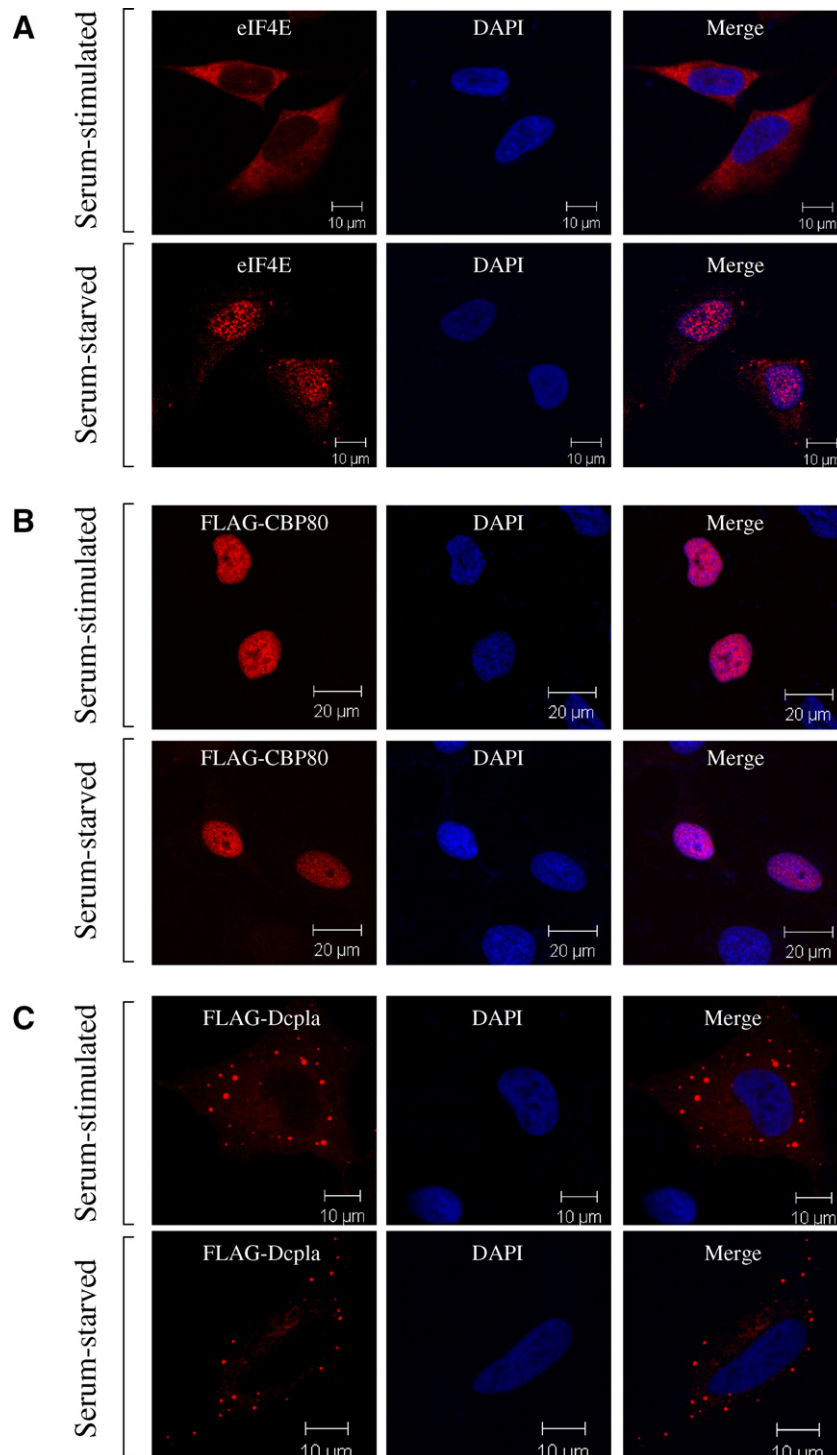 A
Serum-stimulated
eIF4E
DAPI
Merge
10 µm
10 µm
10 µm
Serum-starved
eIF4E
DAPI
Merge
10 µm
10 µm
10 µm
B
Serum-stimulated
FLAG-CBP80
DAPI
Merge
20 µm
20 µm
20 µm
Serum-starved
FLAG-CBP80
DAPI
Merge
20 µm
20 µm
20 µm
C
Serum-stimulated
FLAG-Dcpla
DAPI
Merge
10 µm
10 µm
10 µm
Serum-starved
FLAG-Dcpla
DAPI
Merge
10 µm
10 µm
10 µm